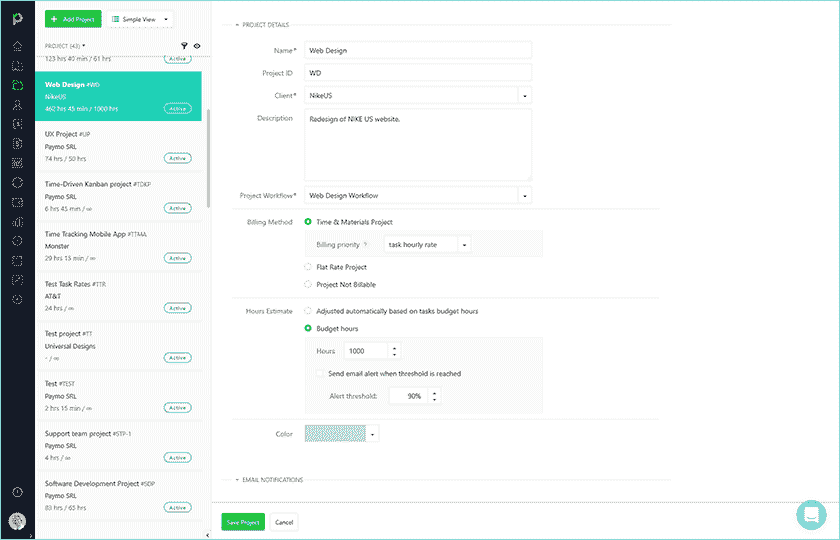 + Add Project
Simple View
PROJECT (43)
123 hrs 40 min / 61 hrs
Active
Web Design #WD
NikeUS
462 hrs 45 min / 1000 hrs
Active
UX Project #UP
Paymo SRL
74 hrs / 50 hrs
Active
Time-Driven Kanban project #TDKP
Paymo SRL
6 hrs 45 min / ∞
Active
Time Tracking Mobile App #TTAAA
Monster
29 hrs 15 min / ∞
Active
Test Task Rates #TTR
AT&T
24 hrs / ∞
Active
Test project #TT
Universal Designs
- / ∞
Active
Test #TEST
Paymo SRL
2 hrs 15 min / ∞
Active
Support team project #STP-1
Paymo SRL
4 hrs / ∞
Active
Software Development Project #SDP
Paymo SRL
83 hrs / 65 hrs
Active
PROJECT DETAILS
Name* Web Design
Project ID WD
Client* NikeUS
Description Redesign of NIKE US website.
Project Workflow* Web Design Workflow
Billing Method Time & Materials Project
Billing priority ? task hourly rate
Flat Rate Project
Project Not Billable
Hours Estimate Adjusted automatically based on tasks budget hours
Budget hours
Hours 1000
Send email alert when threshold is reached
Alert threshold: 90%
Color
EMAIL NOTIFICATIONS
Save Project Cancel